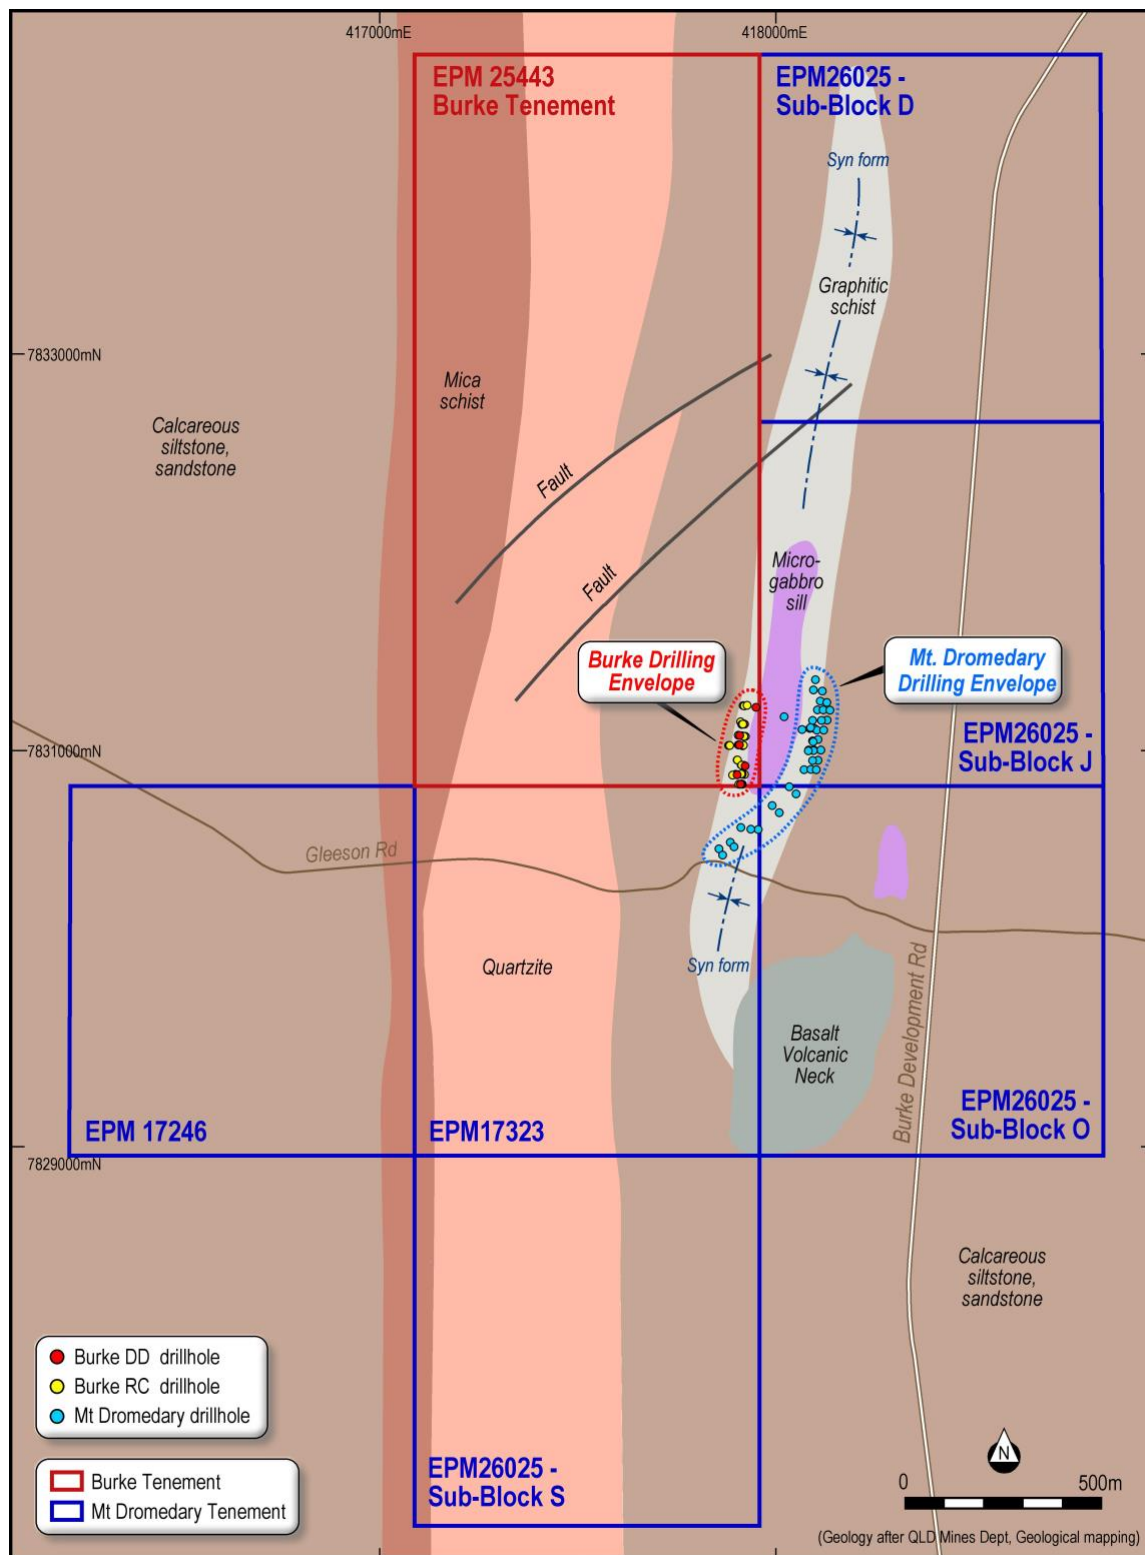 417000mE
418000mE
EPM 25443
Burke Tenement
EPM26025 -
Sub-Block D
Syn form
Graphitic
schist
7833000mN
Mica
schist
Calcareous
siltstone,
sandstone
Fault
Fault
Micro-
gabbro
sill
Burke Drilling
Envelope
Mt. Dromedary
Drilling Envelope
7831000mN
EPM26025 -
Sub-Block J
Gleeson Rd
Quartzite
Syn form
Basalt
Volcanic
Neck
Burke Development Rd
EPM 17246
EPM17323
EPM26025 -
Sub-Block O
7829000mN
Calcareous
siltstone,
sandstone
Burke DD drillhole
Burke RC drillhole
Mt Dromedary drillhole
Burke Tenement
Mt Dromedary Tenement
EPM26025 -
Sub-Block S
N
0
500m
(Geology after QLD Mines Dept, Geological mapping)